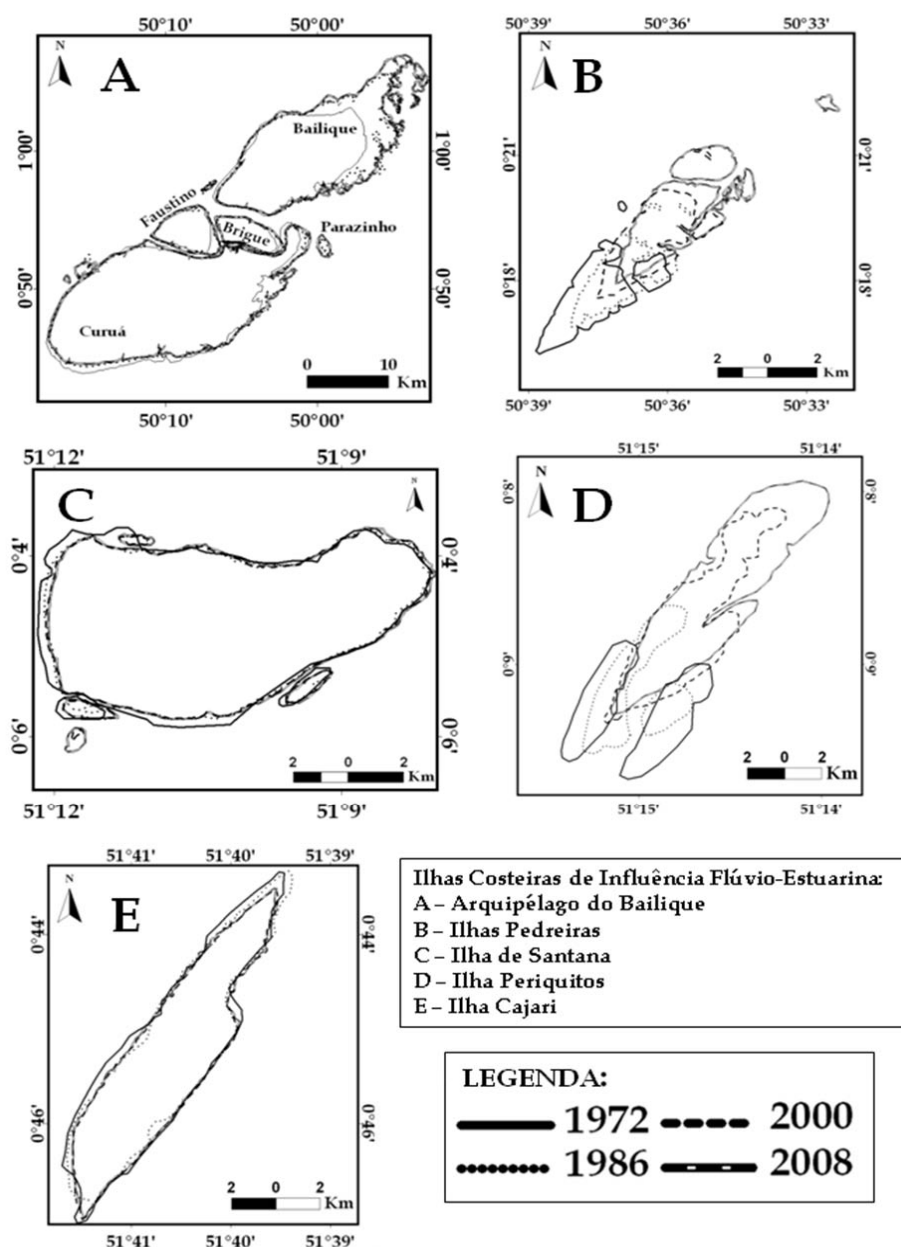 50°10' 50°00'
N
A
Bailique
1°00' 1°00'
Faustino
Brigue
Parazinho
0°50' 0°50'
Curuá
0 10
Km
50°10' 50°00'
50°39' 50°36' 50°33'
N
B
0°21' 0°21'
0°18' 0°18'
2 0 2
Km
50°39' 50°36' 50°33'
51°12' 51°9'
N
C
0°4' 0°4'
0°6' 0°6'
2 0 2
Km
51°12' 51°9'
51°15' 51°14'
N
D
0°8' 0°8'
0°9' 0°9'
2 0 2
Km
51°15' 51°14'
51°41' 51°40' 51°39'
N
E
0°44' 0°44'
0°46' 0°46'
2 0 2
Km
51°41' 51°40' 51°39'
Ilhas Costeiras de Influência Flúvio-Estuarina:
A – Arquipélago do Bailique
B – Ilhas Pedreiras
C – Ilha de Santana
D – Ilha Periquitos
E – Ilha Cajari
LEGENDA:
1972 2000
1986 2008